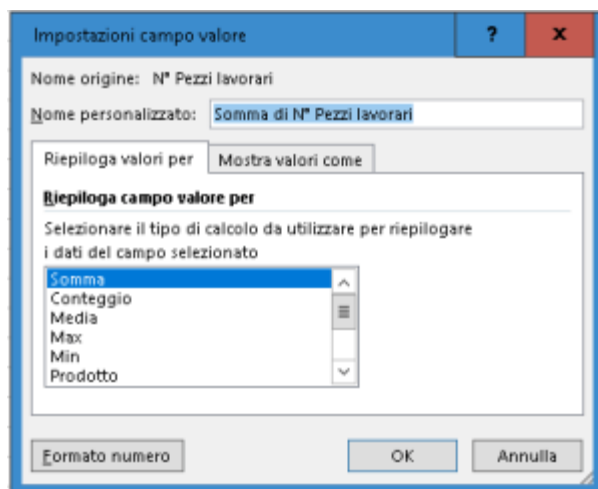 Impostazioni campo valore ? x
Nome origine: N° Pezzi lavorari
Nome personalizzato: Somma di N° Pezzi lavorari
Riepiloga valori per Mostra valori come
Riepiloga campo valore per
Selezionare il tipo di calcolo da utilizzare per riepilogare
i dati del campo selezionato
Somma
Conteggio
Media
Max
Min
Prodotto
Formato numero OK Annulla